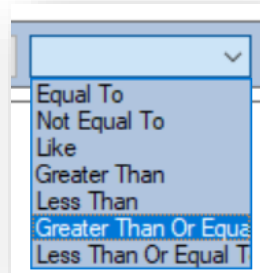 Equal To
Not Equal To
Like
Greater Than
Less Than
Greater Than Or Equa
Less Than Or Equal T